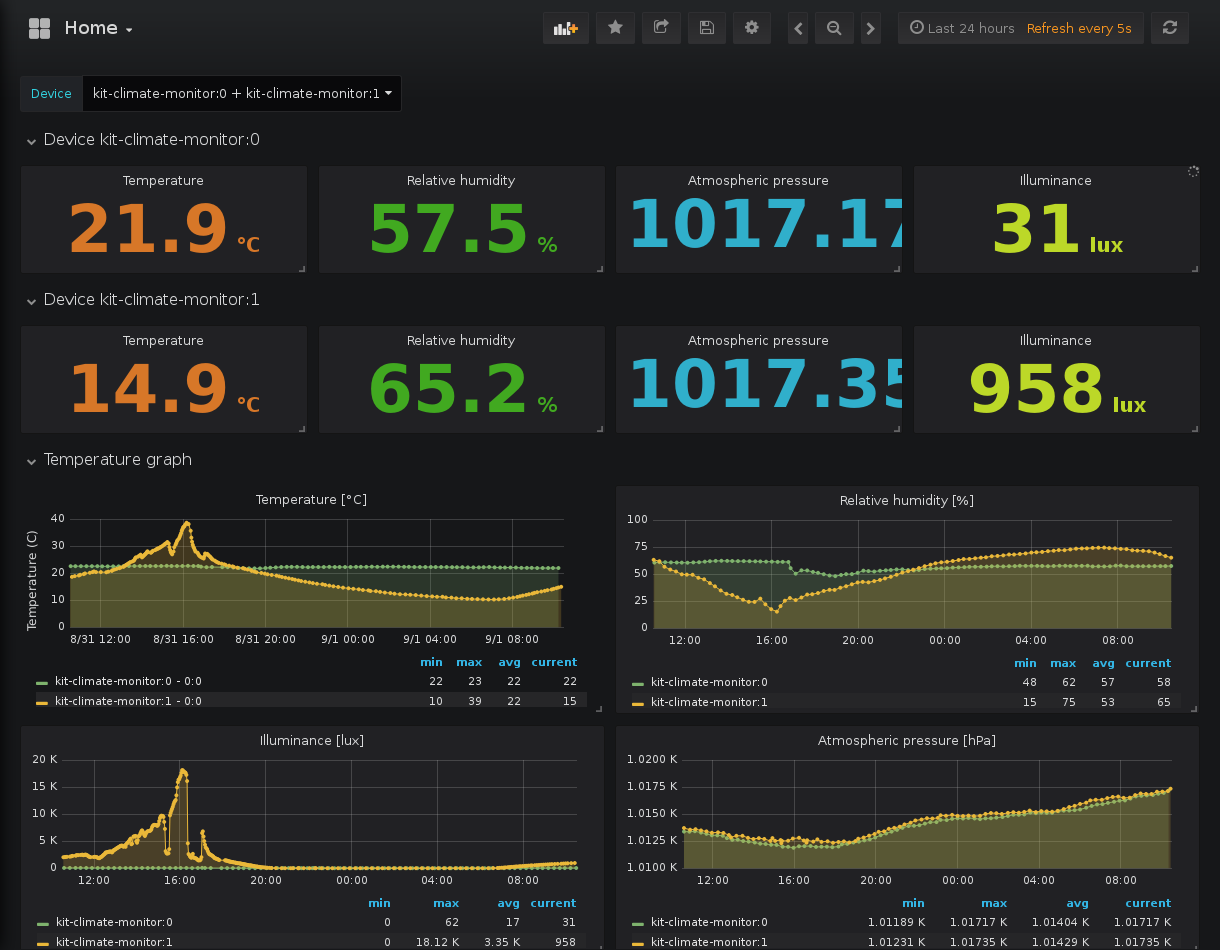 Home
Last 24 hours Refresh every 5s
Device kit-climate-monitor:0 + kit-climate-monitor:1
Device kit-climate-monitor:0
Temperature Relative humidity Atmospheric pressure Illuminance
21.9 °C 57.5 % 1017.17 31 lux
Device kit-climate-monitor:1
Temperature Relative humidity Atmospheric pressure Illuminance
14.9 °C 65.2 % 1017.35 958 lux
Temperature graph
Temperature [°C]
Temperature (C)
40
30
20
10
0
8/31 12:00 8/31 16:00 8/31 20:00 9/1 00:00 9/1 04:00 9/1 08:00
min max avg current
kit-climate-monitor:0 - 0:0 22 23 22 22
kit-climate-monitor:1 - 0:0 10 39 22 15
Relative humidity [%]
100
75
50
25
0
12:00 16:00 20:00 00:00 04:00 08:00
min max avg current
kit-climate-monitor:0 48 62 57 58
kit-climate-monitor:1 15 75 53 65
Illuminance [lux]
20 K
15 K
10 K
5 K
0
12:00 16:00 20:00 00:00 04:00 08:00
min max avg current
kit-climate-monitor:0 0 62 17 31
kit-climate-monitor:1 0 18.12 K 3.35 K 958
Atmospheric pressure [hPa]
1.0200 K
1.0175 K
1.0150 K
1.0125 K
1.0100 K
12:00 16:00 20:00 00:00 04:00 08:00
min max avg current
kit-climate-monitor:0 1.01189 K 1.01717 K 1.01404 K 1.01717 K
kit-climate-monitor:1 1.01231 K 1.01735 K 1.01429 K 1.01735 K